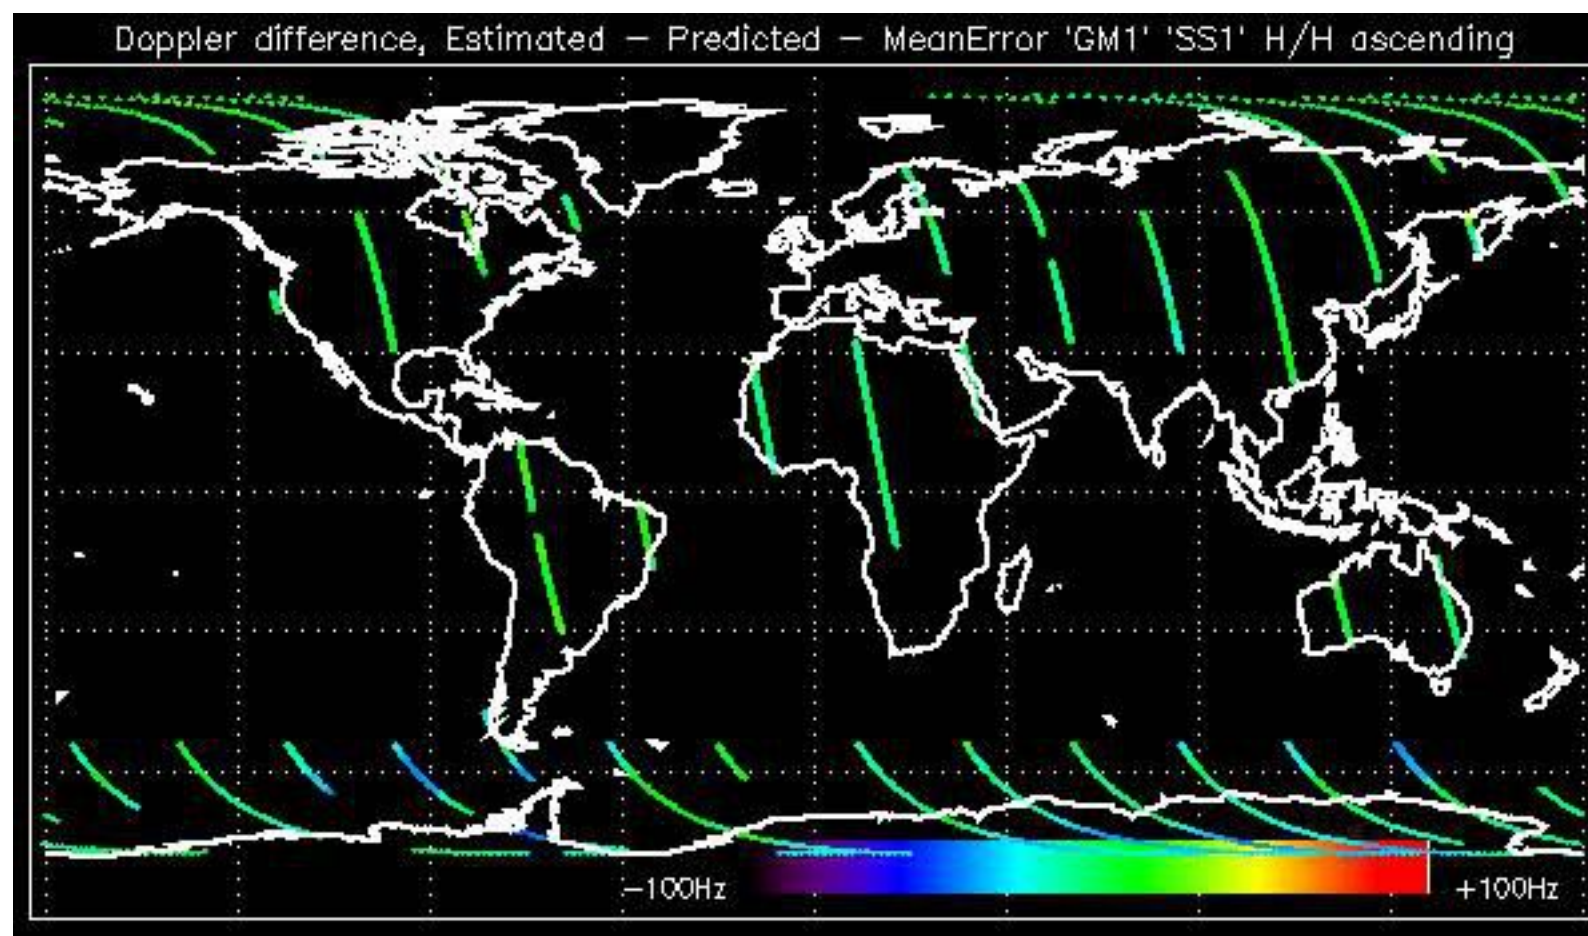 Doppler difference, Estimated – Predicted – MeanError 'GM1' 'SS1' H/H ascending
–100Hz +100Hz